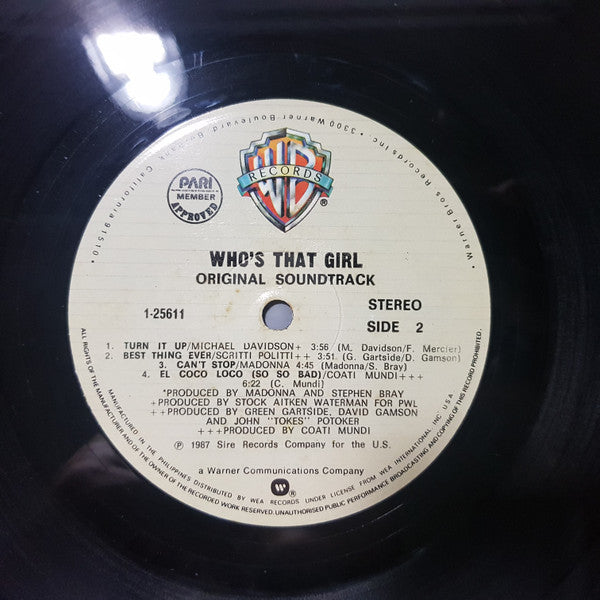 Warner Bros Records Inc. • 3300 Warner Boulevard
California 91510
RECORDS
WB
®
PARI
MEMBER
APPROVED
WHO'S THAT GIRL
ORIGINAL SOUNDTRACK
1-25611
STEREO
SIDE 2
1. TURN IT UP/MICHAEL DAVIDSON+ 3:56 (M. Davidson/F. Mercier)
2. BEST THING EVER/SCRITTI POLITTI++ 3:51 (G. Gartside/D. Gamson)
3. CAN'T STOP/MADONNA 4:45 (Madonna/S. Bray)
4. EL COCO LOCO (SO SO BAD)/COATI MUNDI+++
6:22 (C. Mundi)
*PRODUCED BY MADONNA AND STEPHEN BRAY
+PRODUCED BY STOCK AITKEN WATERMAN FOR PWL
++PRODUCED BY GREEN GARTSIDE, DAVID GAMSON
AND JOHN "TOKES" POTOKER
+++PRODUCED BY COATI MUNDI
Ⓟ 1987 Sire Records Company for the U.S.
a Warner Communications Company
®
MANUFACTURED IN THE PHILIPPINES DISTRIBUTED BY WEA RECORDS UNDER LICENSE FROM WEA INTERNATIONAL INC. U S A
ALL RIGHTS OF THE MANUFACTURER AND OF THE OWNER OF THE RECORDED WORK RESERVED. UNAUTHORISED PUBLIC PERFORMANCE BROADCASTING AND COPYING OF THIS RECORD PROHIBITED.